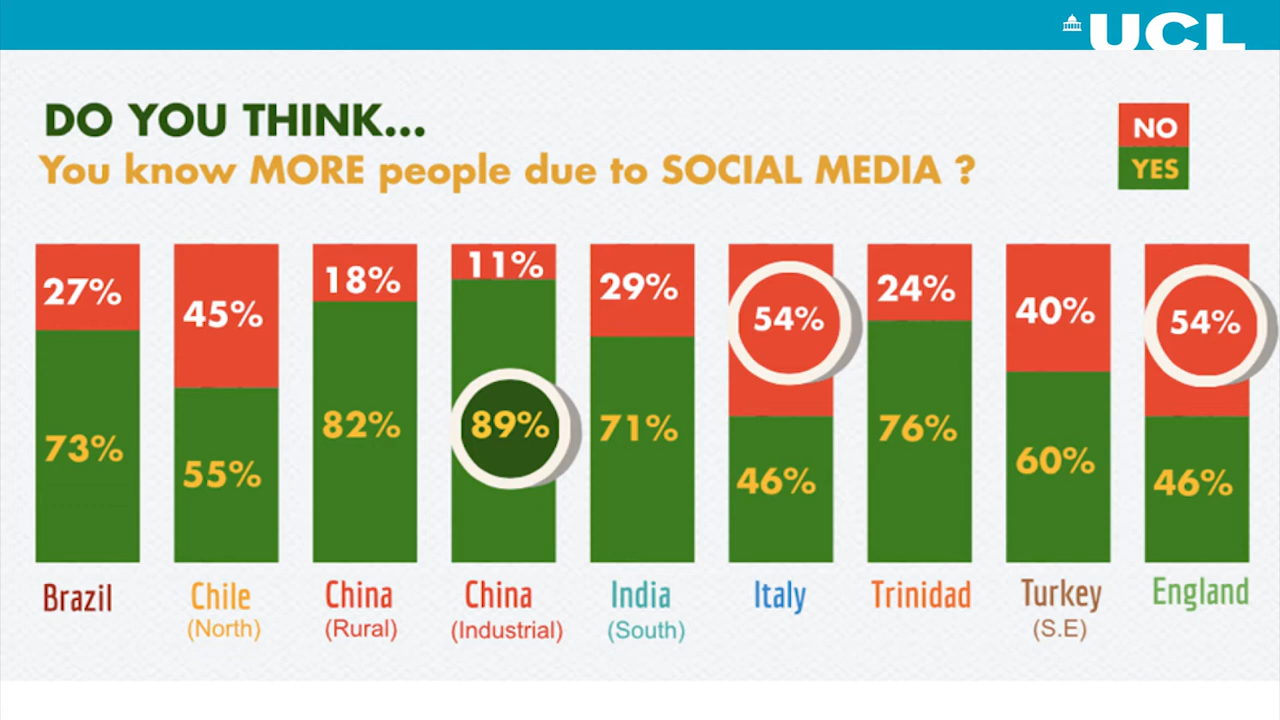 UCL
DO YOU THINK...
You know MORE people due to SOCIAL MEDIA ?
NO
YES
27% 45% 18% 11% 29% 54% 24% 40% 54%
73% 55% 82% 89% 71% 46% 76% 60% 46%
Brazil Chile China China India Italy Trinidad Turkey England
(North) (Rural) (Industrial) (South) (S.E)